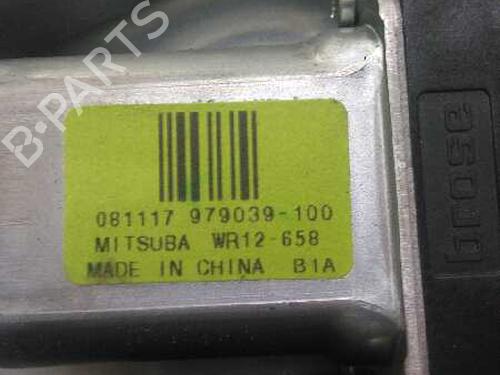 B-PARTS
081117 979039-100
MITSUBA WR12-658
MADE IN CHINA B1A
brose